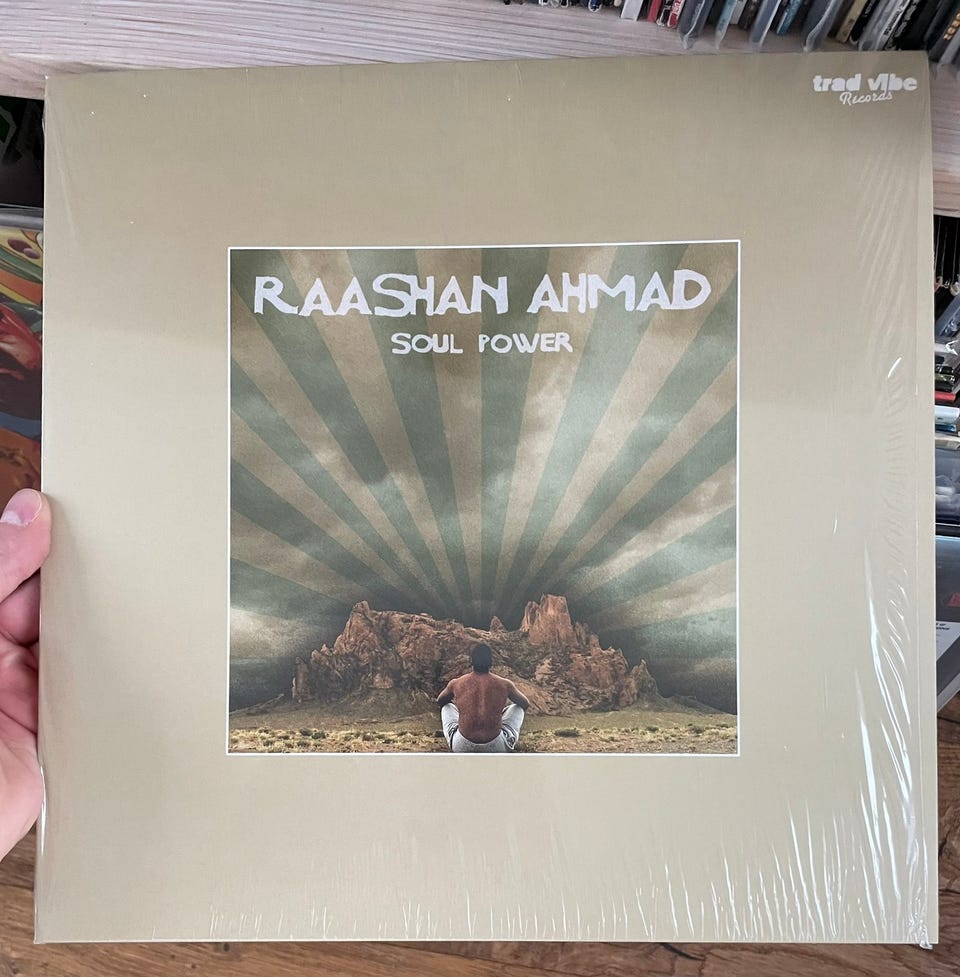 trad vibe
Records
RAASHAN AHMAD
SOUL POWER